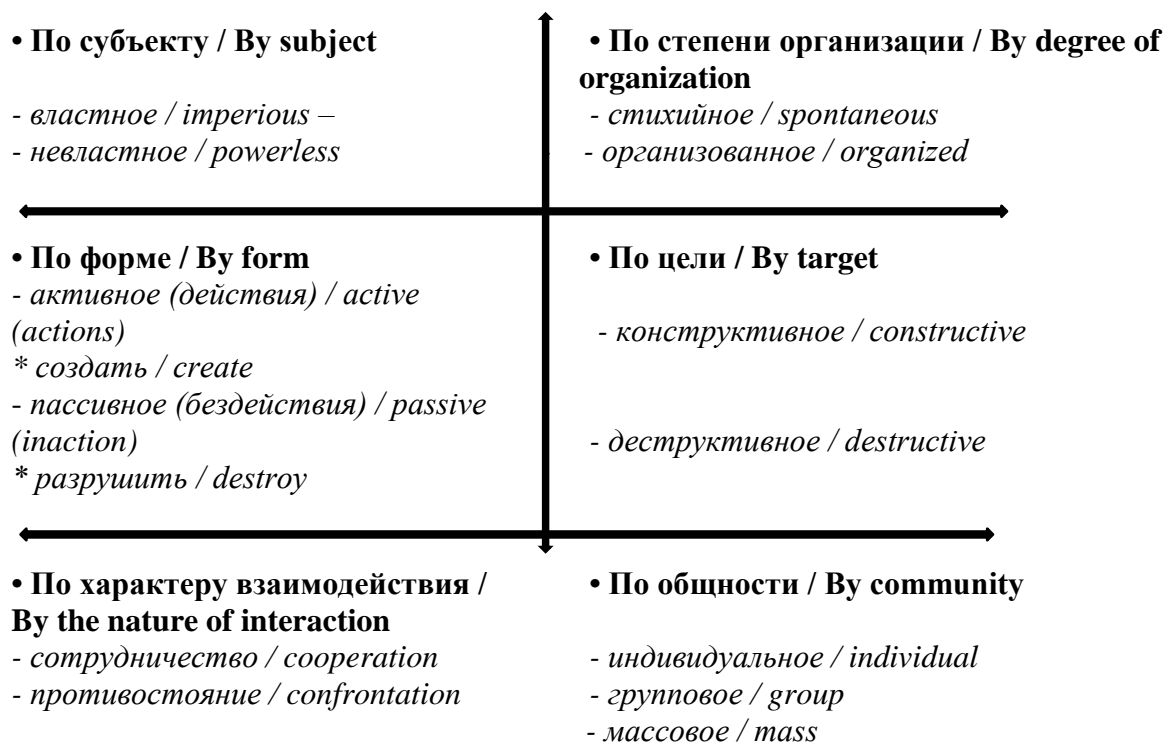 • По субъекту / By subject
- властное / imperious –
- невластное / powerless
• По степени организации / By degree of
organization
- стихийное / spontaneous
- организованное / organized
• По форме / By form
- активное (действия) / active
(actions)
* создать / create
- пассивное (бездействия) / passive
(inaction)
* разрушить / destroy
• По цели / By target
- конструктивное / constructive
- деструктивное / destructive
• По характеру взаимодействия /
By the nature of interaction
- сотрудничество / cooperation
- противостояние / confrontation
• По общности / By community
- индивидуальное / individual
- групповое / group
- массовое / mass